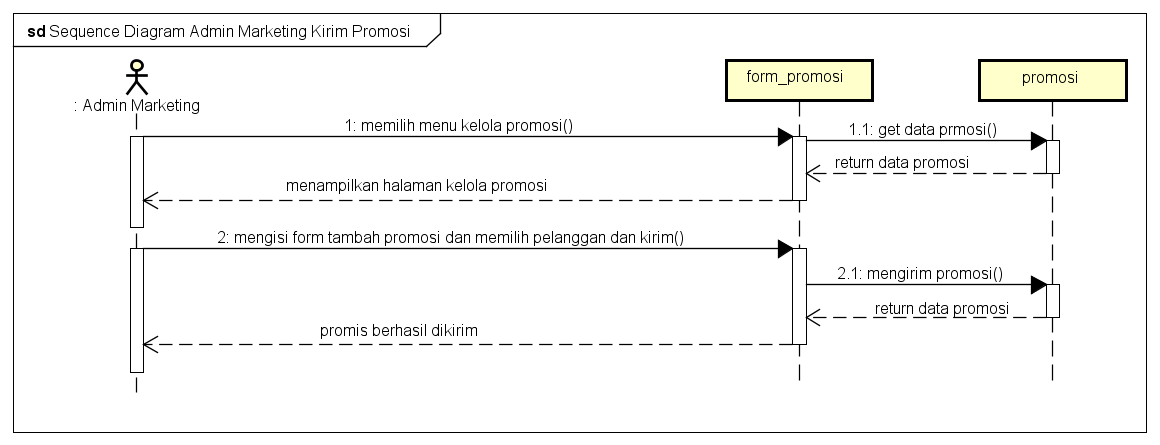 sd Sequence Diagram Admin Marketing Kirim Promosi
: Admin Marketing
form_promosi
promosi
1: memilih menu kelola promosi()
1.1: get data prmosi()
return data promosi
menampilkan halaman kelola promosi
2: mengisi form tambah promosi dan memilih pelanggan dan kirim()
2.1: mengirim promosi()
return data promosi
promis berhasil dikirim